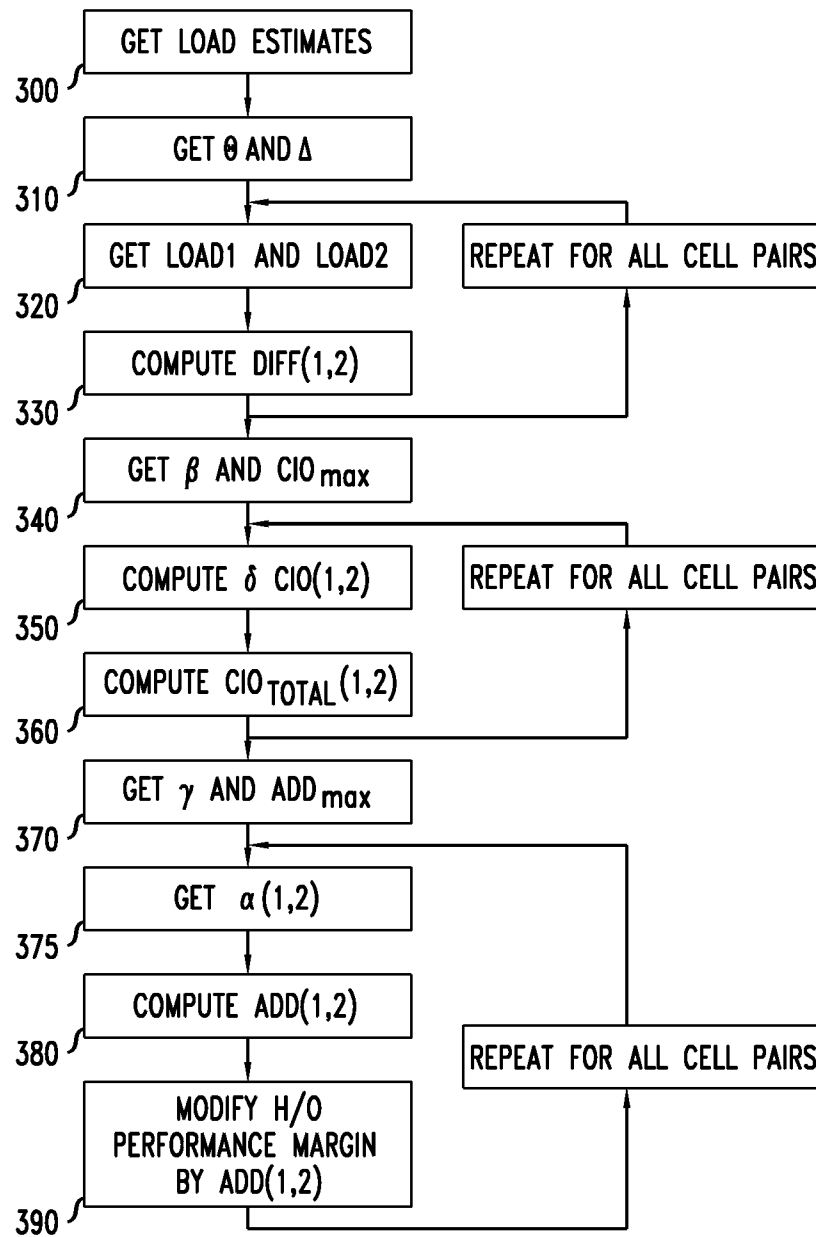 GET LOAD ESTIMATES
300
GET Θ AND Δ
310
GET LOAD1 AND LOAD2
REPEAT FOR ALL CELL PAIRS
320
COMPUTE DIFF(1,2)
330
GET β AND CIOmax
340
COMPUTE δ CIO(1,2)
REPEAT FOR ALL CELL PAIRS
350
COMPUTE CIOTOTAL(1,2)
360
GET γ AND ADDmax
370
GET α(1,2)
375
COMPUTE ADD(1,2)
380
REPEAT FOR ALL CELL PAIRS
MODIFY H/O
PERFORMANCE MARGIN
BY ADD(1,2)
390